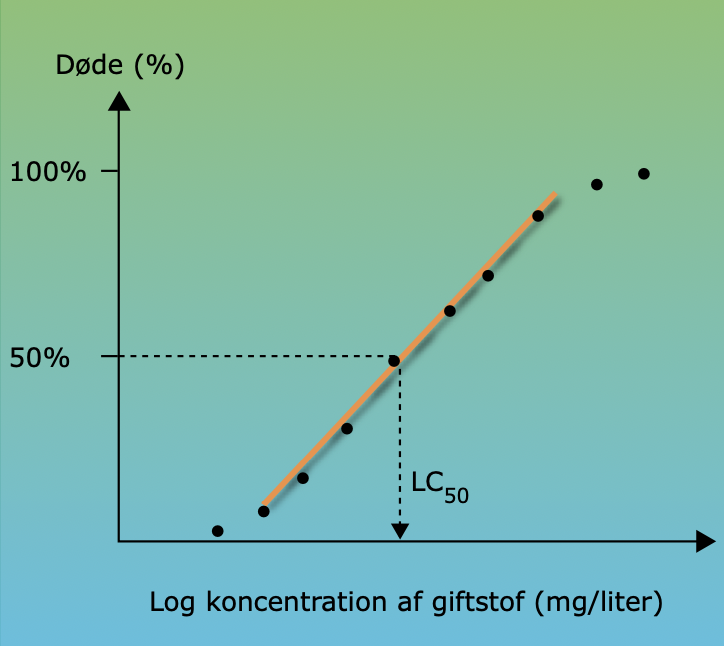 Døde (%)
100%
50%
LC50
Log koncentration af giftstof (mg/liter)